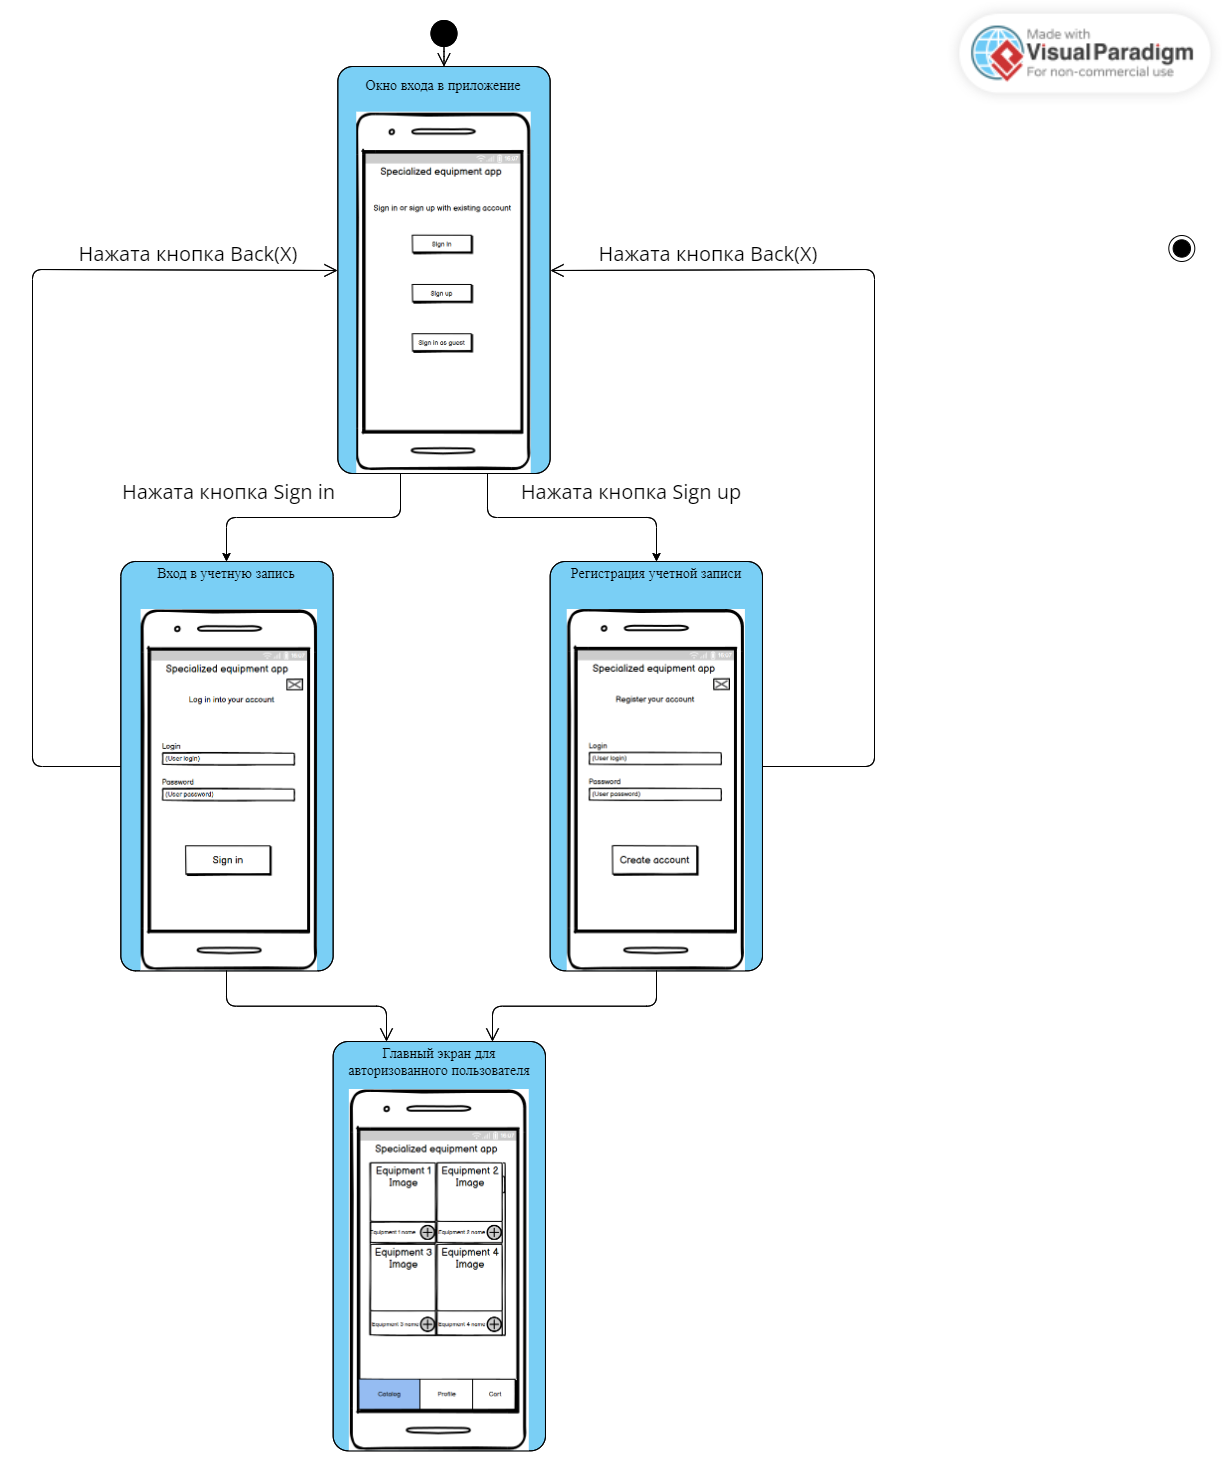 Made with
Visual Paradigm
For non-commercial use
Окно входа в приложение
Specialized equipment app
Sign in or sign up with existing account
Sign in
Sign up
Sign in as guest
Нажата кнопка Back(X)
Нажата кнопка Back(X)
Нажата кнопка Sign in
Нажата кнопка Sign up
Вход в учетную запись
Specialized equipment app
Log in into your account
Login
(User login)
Password
(User password)
Sign in
Регистрация учетной записи
Specialized equipment app
Register your account
Login
(User login)
Password
(User password)
Create account
Главный экран для
авторизованного пользователя
Specialized equipment app
Equipment 1
Image
Equipment 2
Image
Equipment 1 name
Equipment 2 name
Equipment 3
Image
Equipment 4
Image
Equipment 3 name
Equipment 4 name
Catalog
Profile
Cart